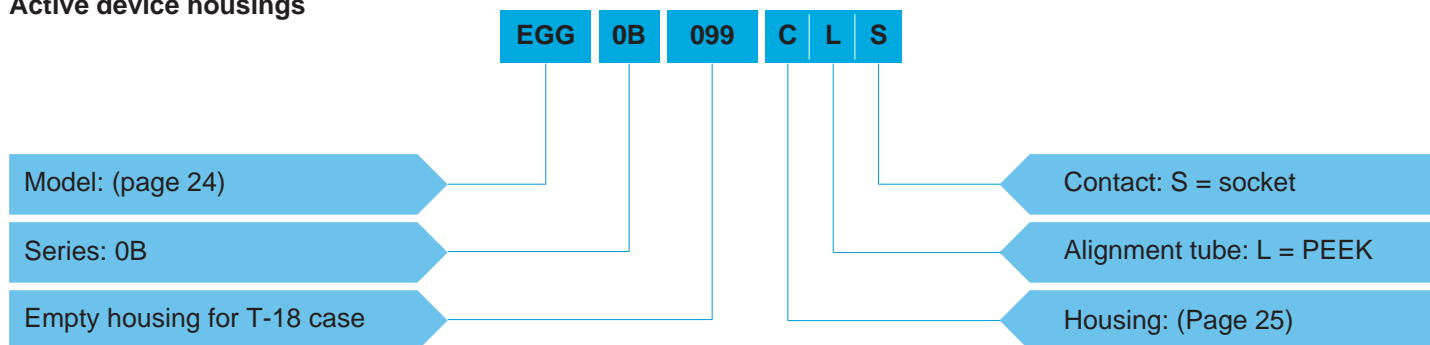 Active device housings
EGG 0B 099 C L S
Model: (page 24)
Contact: S = socket
Series: 0B
Alignment tube: L = PEEK
Empty housing for T-18 case
Housing: (Page 25)